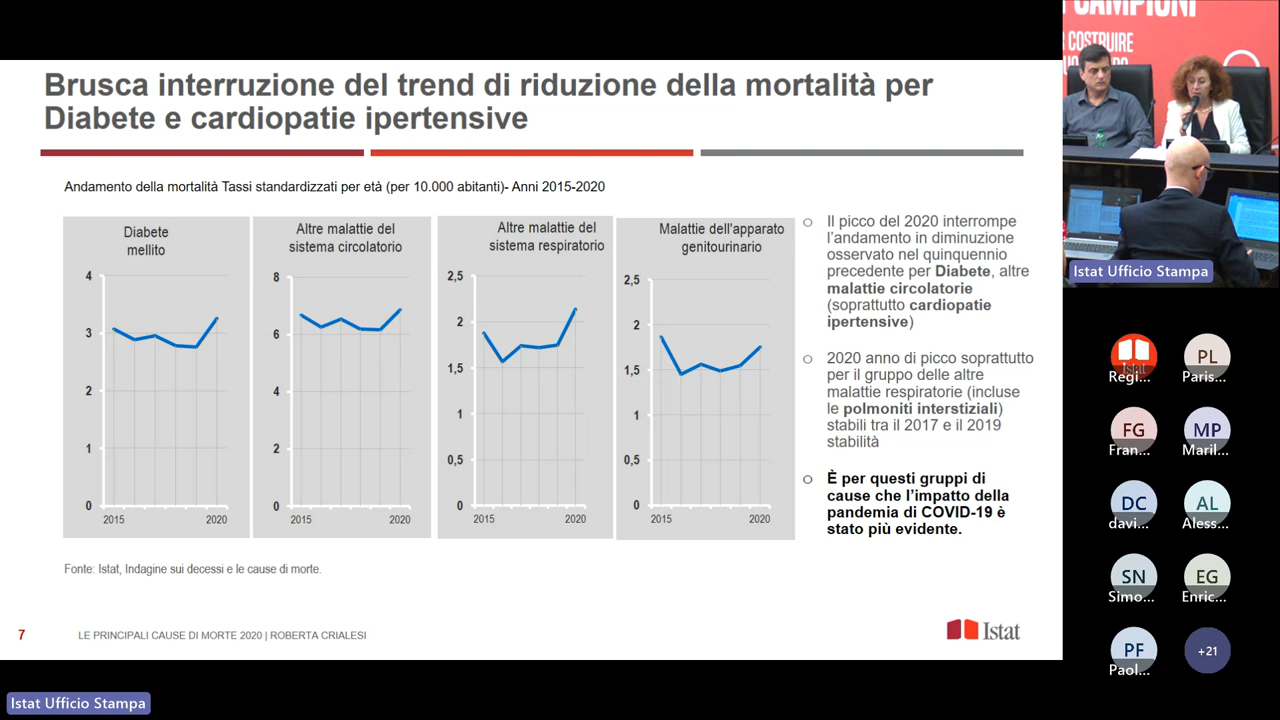 Brusca interruzione del trend di riduzione della mortalità per
Diabete e cardiopatie ipertensive
Andamento della mortalità Tassi standardizzati per età (per 10.000 abitanti)- Anni 2015-2020
Diabete
mellito
4
3
2
1
0
2015
2020
Altre malattie del
sistema circolatorio
8
6
4
2
0
2015
2020
Altre malattie del
sistema respiratorio
2,5
2
1,5
1
0,5
0
2015
2020
Malattie dell'apparato
genitourinario
2,5
2
1,5
1
0,5
0
2015
2020
Il picco del 2020 interrompe
l'andamento in diminuzione
osservato nel quinquennio
precedente per Diabete, altre
malattie circolatorie
(soprattutto cardiopatie
ipertensive)
2020 anno di picco soprattutto
per il gruppo delle altre
malattie respiratorie (incluse
le polmoniti interstiziali)
stabili tra il 2017 e il 2019
stabilità
È per questi gruppi di
cause che l'impatto della
pandemia di COVID-19 è
stato più evidente.
Fonte: Istat, Indagine sui decessi e le cause di morte.
7
LE PRINCIPALI CAUSE DI MORTE 2020 | ROBERTA CRIALESI
Istat
Istat Ufficio Stampa
CAMPIONI
COSTRUIRE
Istat Ufficio Stampa
Istat
Regi...
PL
Paris...
FG
Fran...
MP
Maril...
DC
davi...
AL
Aless...
SN
Simo...
EG
Enric...
PF
Paol...
+21